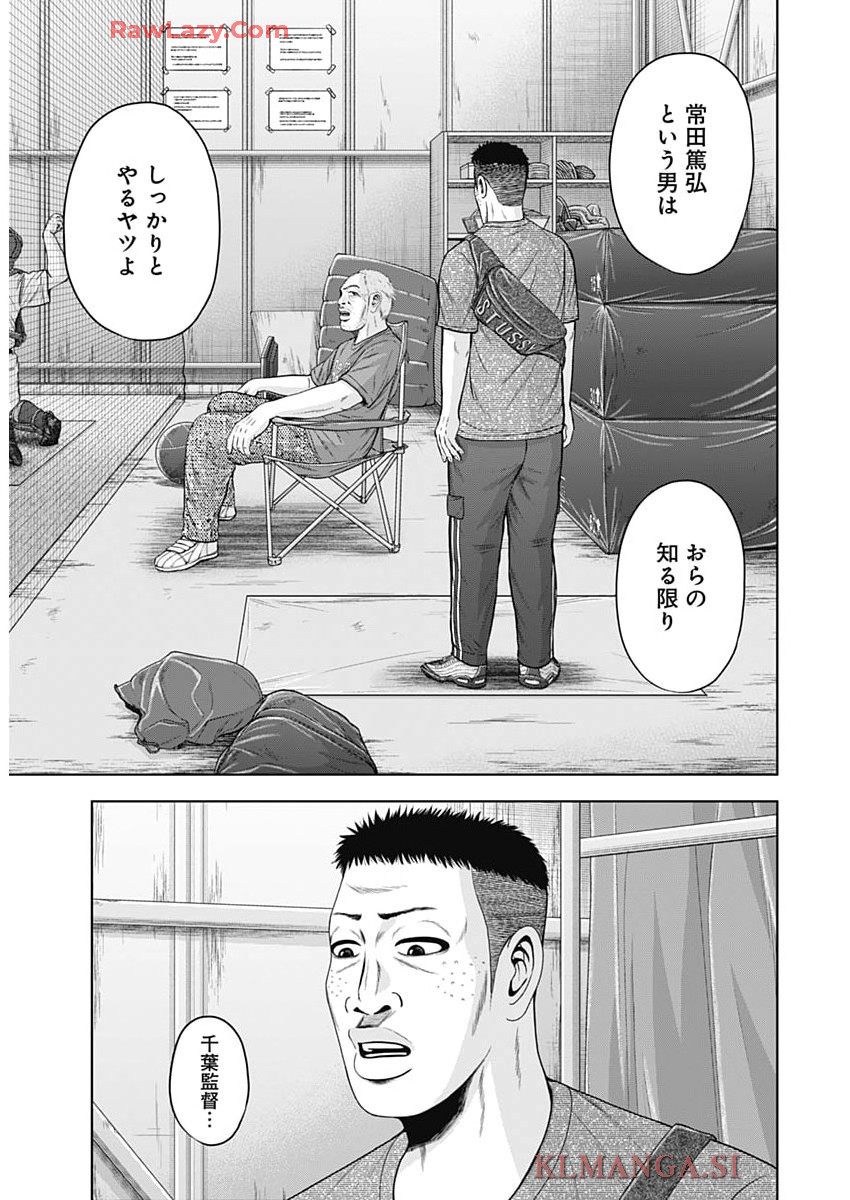 RawLazy.com
常田篤弘
という男は
おらの
知る限り
しっかりと
やるヤツよ
STUSS
千葉監督…
KLMANGA.SI